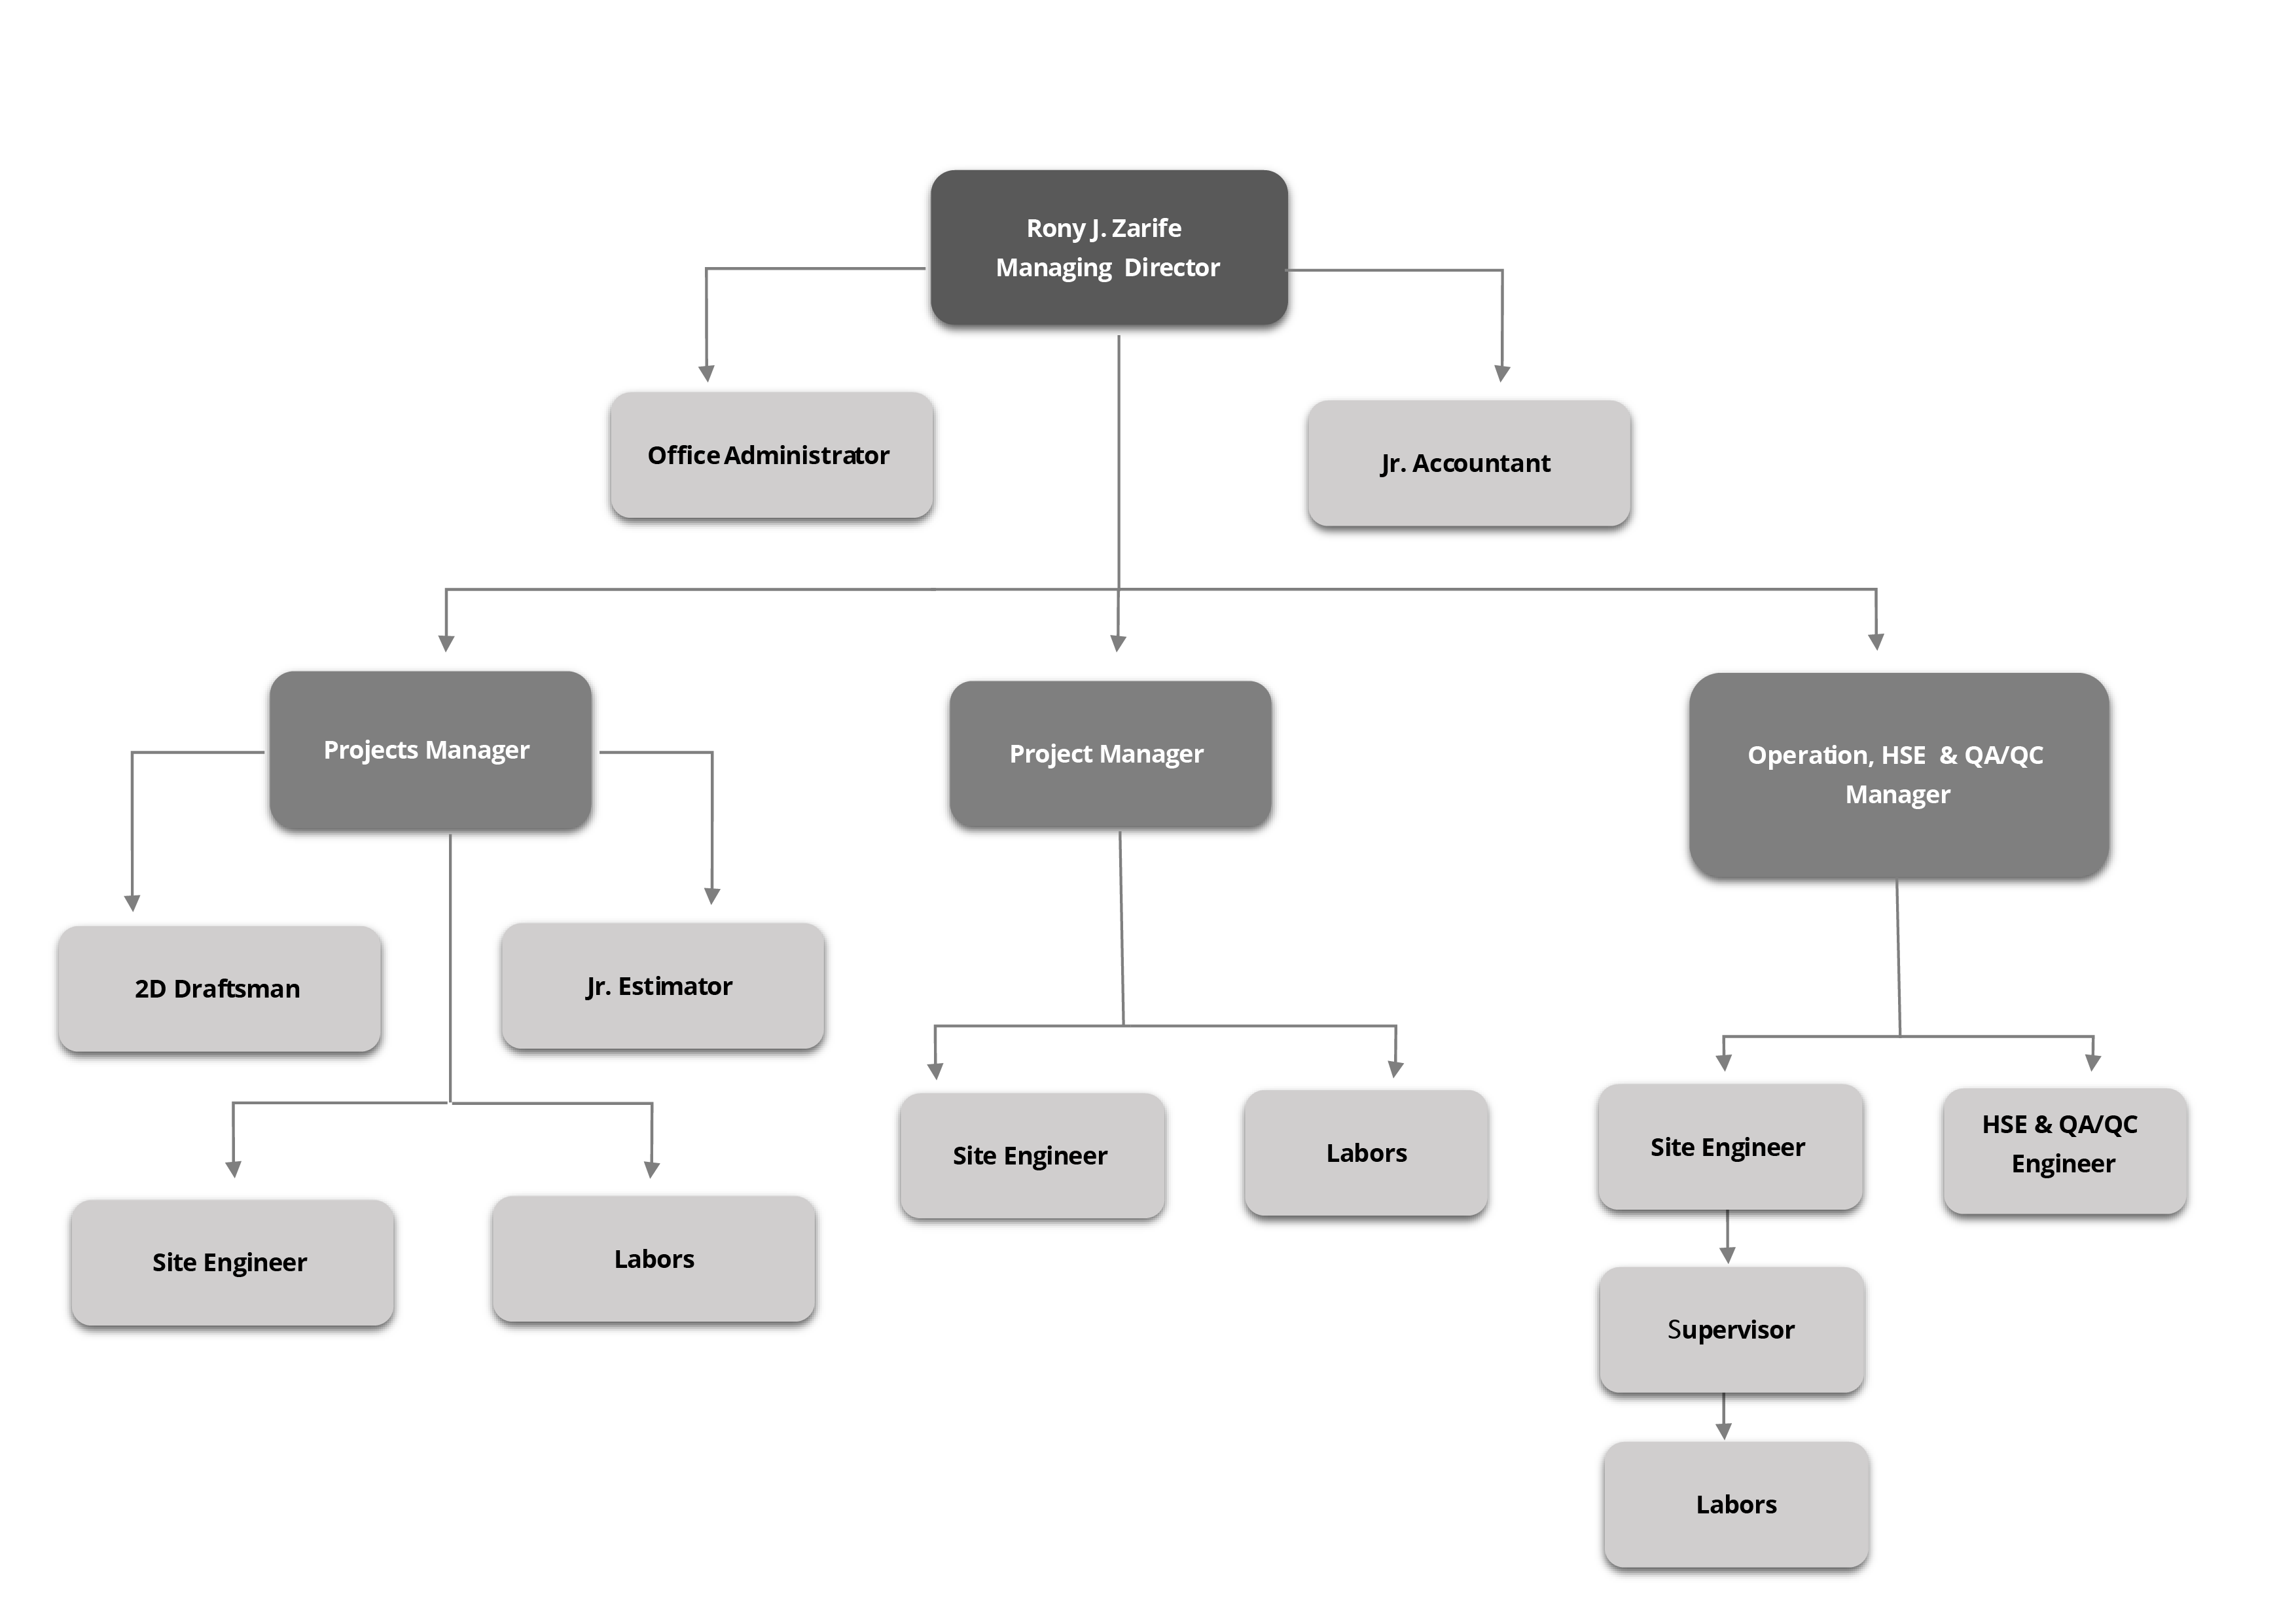 Rony J. Zarife
Managing Director
Office Administrator
Jr. Accountant
Projects Manager
Project Manager
Operation, HSE & QA/QC
Manager
2D Draftsman
Jr. Estimator
Site Engineer
Labors
Site Engineer
Labors
Site Engineer
HSE & QA/QC
Engineer
Supervisor
Labors